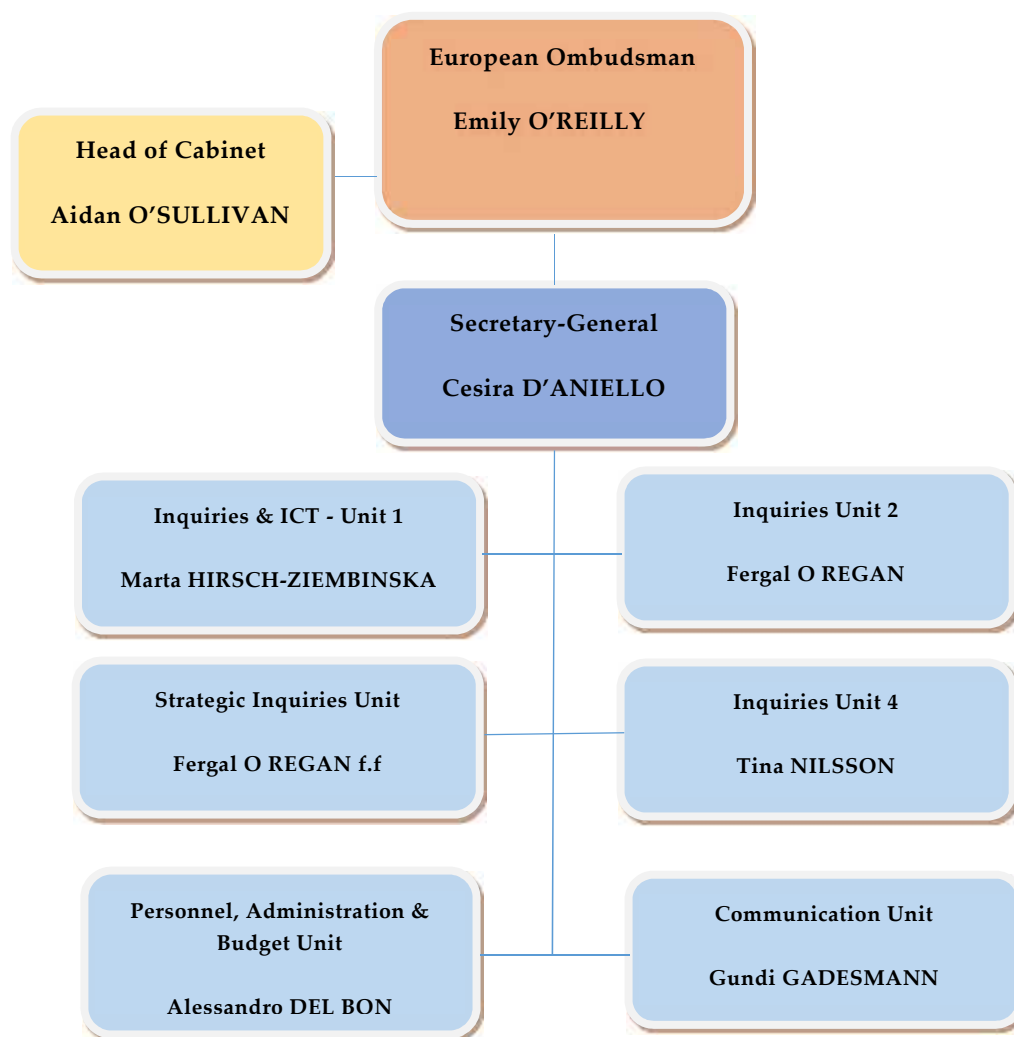 European Ombudsman
Emily O’REILLY
Head of Cabinet
Aidan O’SULLIVAN
Secretary-General
Cesira D’ANIELLO
Inquiries & ICT - Unit 1
Marta HIRSCH-ZIEMBINSKA
Inquiries Unit 2
Fergal O REGAN
Strategic Inquiries Unit
Fergal O REGAN f.f
Inquiries Unit 4
Tina NILSSON
Personnel, Administration &
Budget Unit
Alessandro DEL BON
Communication Unit
Gundi GADESMANN